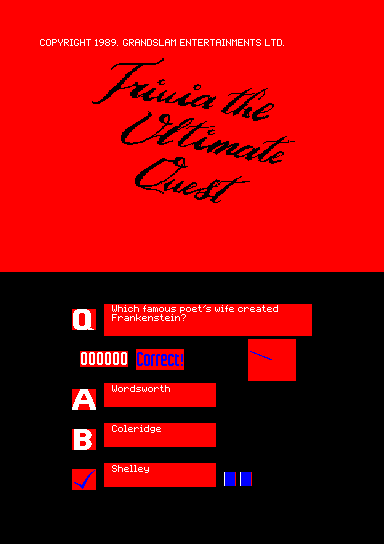 COPYRIGHT 1989. GRANDSLAM ENTERTAINMENTS LTD.
Trivia the
Ultimate
Quest
Q
Which famous poet's wife created
Frankenstein?
000000 Correct!
A
Wordsworth
B
Coleridge
Shelley